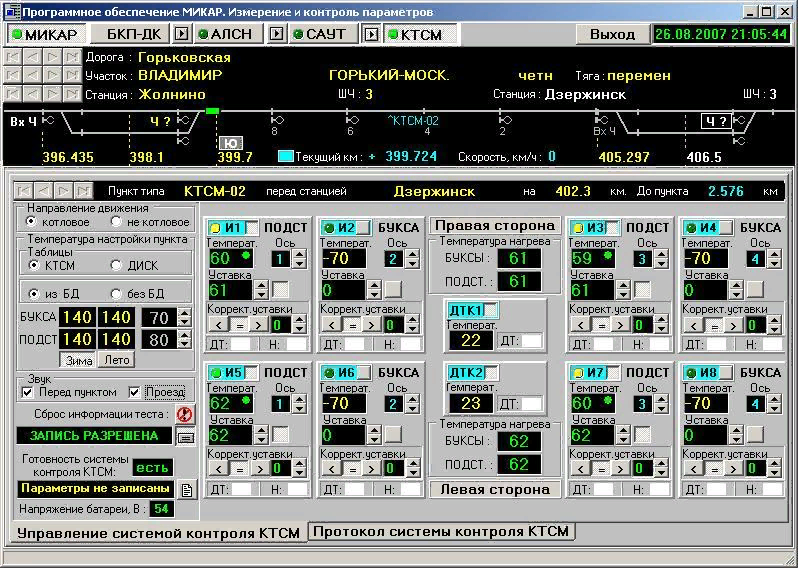 Программное обеспечение МИКАР. Измерение и контроль параметров
МИКАР БКП-ДК АЛСН САУТ КТСМ Выход 26.08.2007 21:05:44
Дорога : Горьковская
Участок : ВЛАДИМИР ГОРЬКИЙ-МОСК. четн Тяга : перемен
Станция : Жолнино ШЧ : 3 Станция : Дзержинск ШЧ : 3
Вх Ч Ч ? 8 6 ^КТСМ-02 4 2 Вх Ч Ч ?
Ю
396.435 398.1 399.7 Текущий км : + 399.724 Скорость, км/ч : 0 405.297 406.5
Пункт типа КТСМ-02 перед станцией Дзержинск на 402.3 км. До пункта 2.576 км
Направление движения
котловое не котловое
Температура настройки пункта
Таблицы
КТСМ ДИСК
из БД без БД
БУКСА 140 140 70
ПОДСТ 140 140 80
Зима Лето
Звук
Перед пунктом Проезд
Сброс информации теста :
ЗАПИСЬ РАЗРЕШЕНА
Готовность системы
контроля КТСМ: есть
Параметры не записаны
Напряжение батареи, В : 54
И1 ПОДСТ
Температ. Ось
60 1
Уставка
61
Коррект.уставки
< = > 0
ДТ: Н:
И2 БУКСА
Температ. Ось
-70 2
Уставка
0
Коррект.уставки
< = > 0
ДТ: Н:
Правая сторона
Температура нагрева
БУКСЫ : 61
ПОДСТ. : 61
ДТК1
Температ.
22 ДТ:
И3 ПОДСТ
Температ. Ось
59 3
Уставка
61
Коррект.уставки
< = > 0
ДТ: Н:
И4 БУКСА
Температ. Ось
-70 4
Уставка
0
Коррект.уставки
< = > 0
ДТ: Н:
И5 ПОДСТ
Температ. Ось
62 1
Уставка
62
Коррект.уставки
< = > 0
ДТ: Н:
И6 БУКСА
Температ. Ось
-70 2
Уставка
0
Коррект.уставки
< = > 0
ДТ: Н:
ДТК2
Температ.
23 ДТ:
Температура нагрева
БУКСЫ : 62
ПОДСТ. : 62
Левая сторона
И7 ПОДСТ
Температ. Ось
60 3
Уставка
62
Коррект.уставки
< = > 0
ДТ: Н:
И8 БУКСА
Температ. Ось
-70 4
Уставка
0
Коррект.уставки
< = > 0
ДТ: Н:
Управление системой контроля КТСМ Протокол системы контроля КТСМ